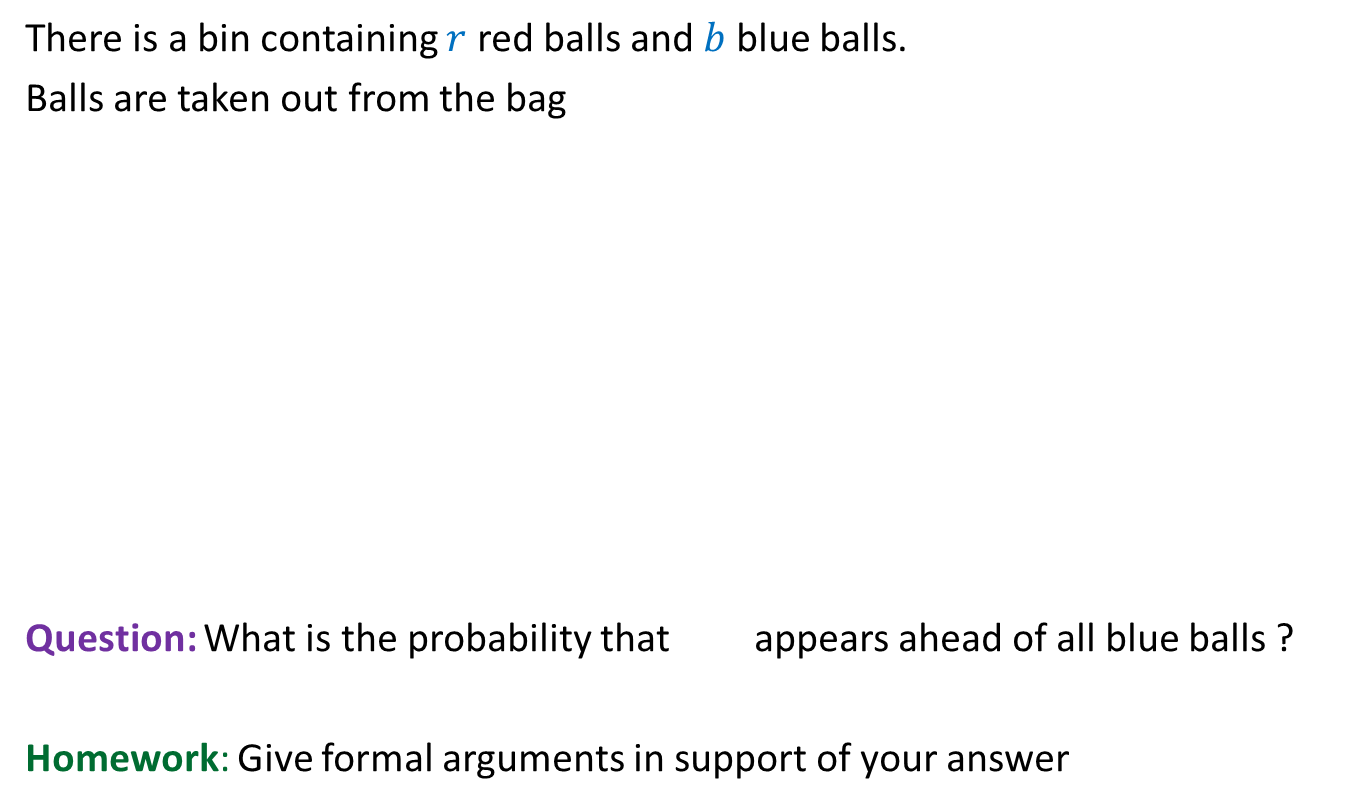 There is a bin containing r red balls and b blue balls.
Balls are taken out from the bag
Question: What is the probability that appears ahead of all blue balls ?
Homework: Give formal arguments in support of your answer